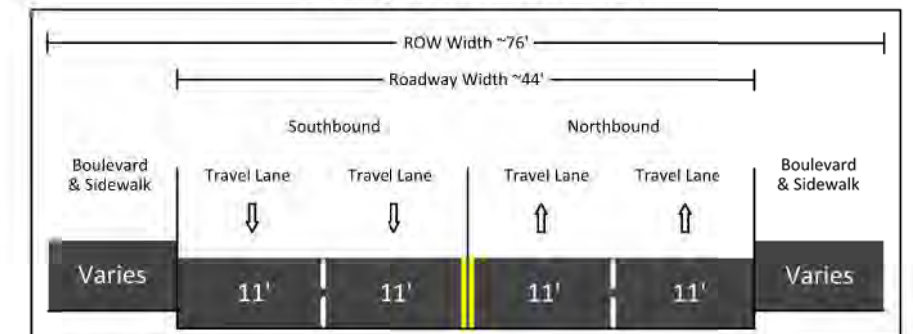 ROW Width ~76'
Roadway Width ~44'
Southbound
Northbound
Boulevard
& Sidewalk
Travel Lane
Travel Lane
Travel Lane
Travel Lane
Boulevard
& Sidewalk
Varies
11'
11'
11'
11'
Varies